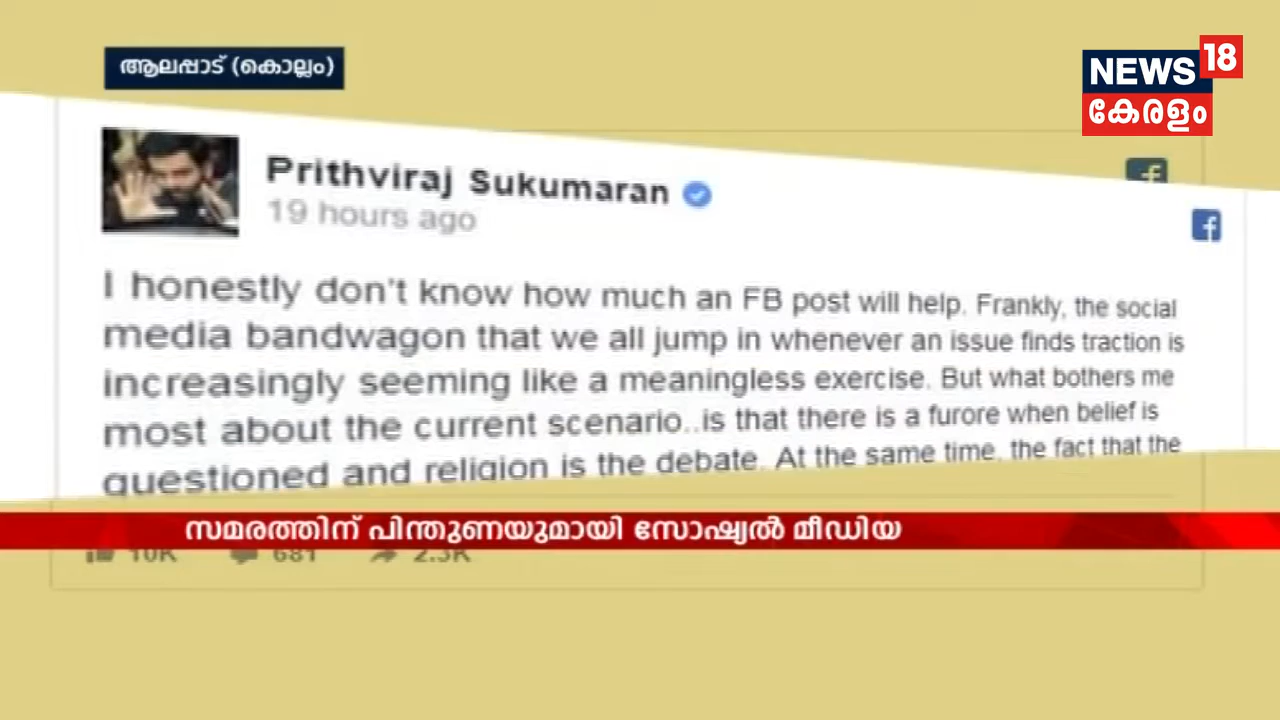 ആലപ്പാട് (കൊല്ലം)
NEWS 18
കേരളം
Prithviraj Sukumaran
19 hours ago
I honestly don't know how much an FB post will help. Frankly, the social
media bandwagon that we all jump in whenever an issue finds traction is
increasingly seeming like a meaningless exercise. But what bothers me
most about the current scenario..is that there is a furore when belief is
questioned and religion is the debate. At the same time, the fact that the
സമരത്തിന് പിന്തുണയുമായി സോഷ്യൽ മീഡിയ
10K 681 2.3K